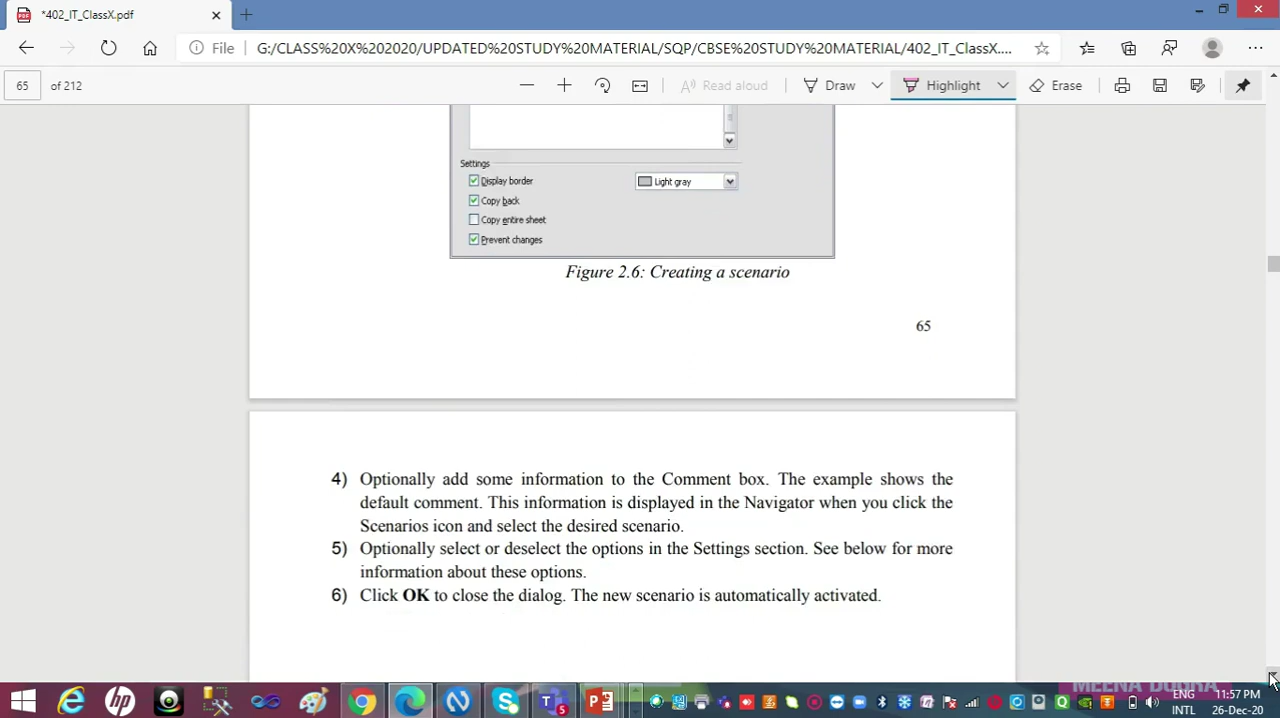 *402_IT_ClassX.pdf
File G:/CLASS%20X%202020/UPDATED%20STUDY%20MATERIAL/SQP/CBSE%20STUDY%20MATERIAL/402_IT_ClassX....
65 of 212 Read aloud Draw Highlight Erase
Settings
Display border Light gray
Copy back
Copy entire sheet
Prevent changes
Figure 2.6: Creating a scenario
65
4) Optionally add some information to the Comment box. The example shows the
default comment. This information is displayed in the Navigator when you click the
Scenarios icon and select the desired scenario.
5) Optionally select or deselect the options in the Settings section. See below for more
information about these options.
6) Click OK to close the dialog. The new scenario is automatically activated.
ENG 11:57 PM
INTL 26-Dec-20